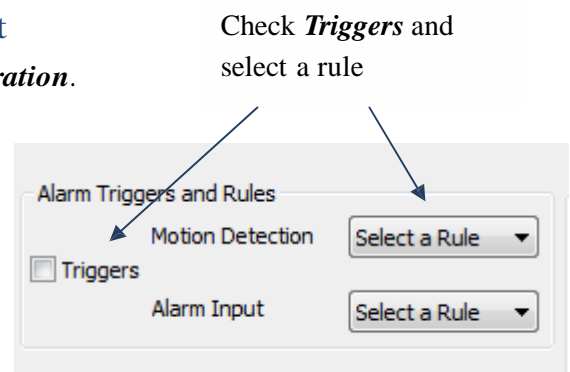 t
ration.
Check Triggers and
select a rule
Alarm Triggers and Rules
Motion Detection
Select a Rule
Triggers
Alarm Input
Select a Rule